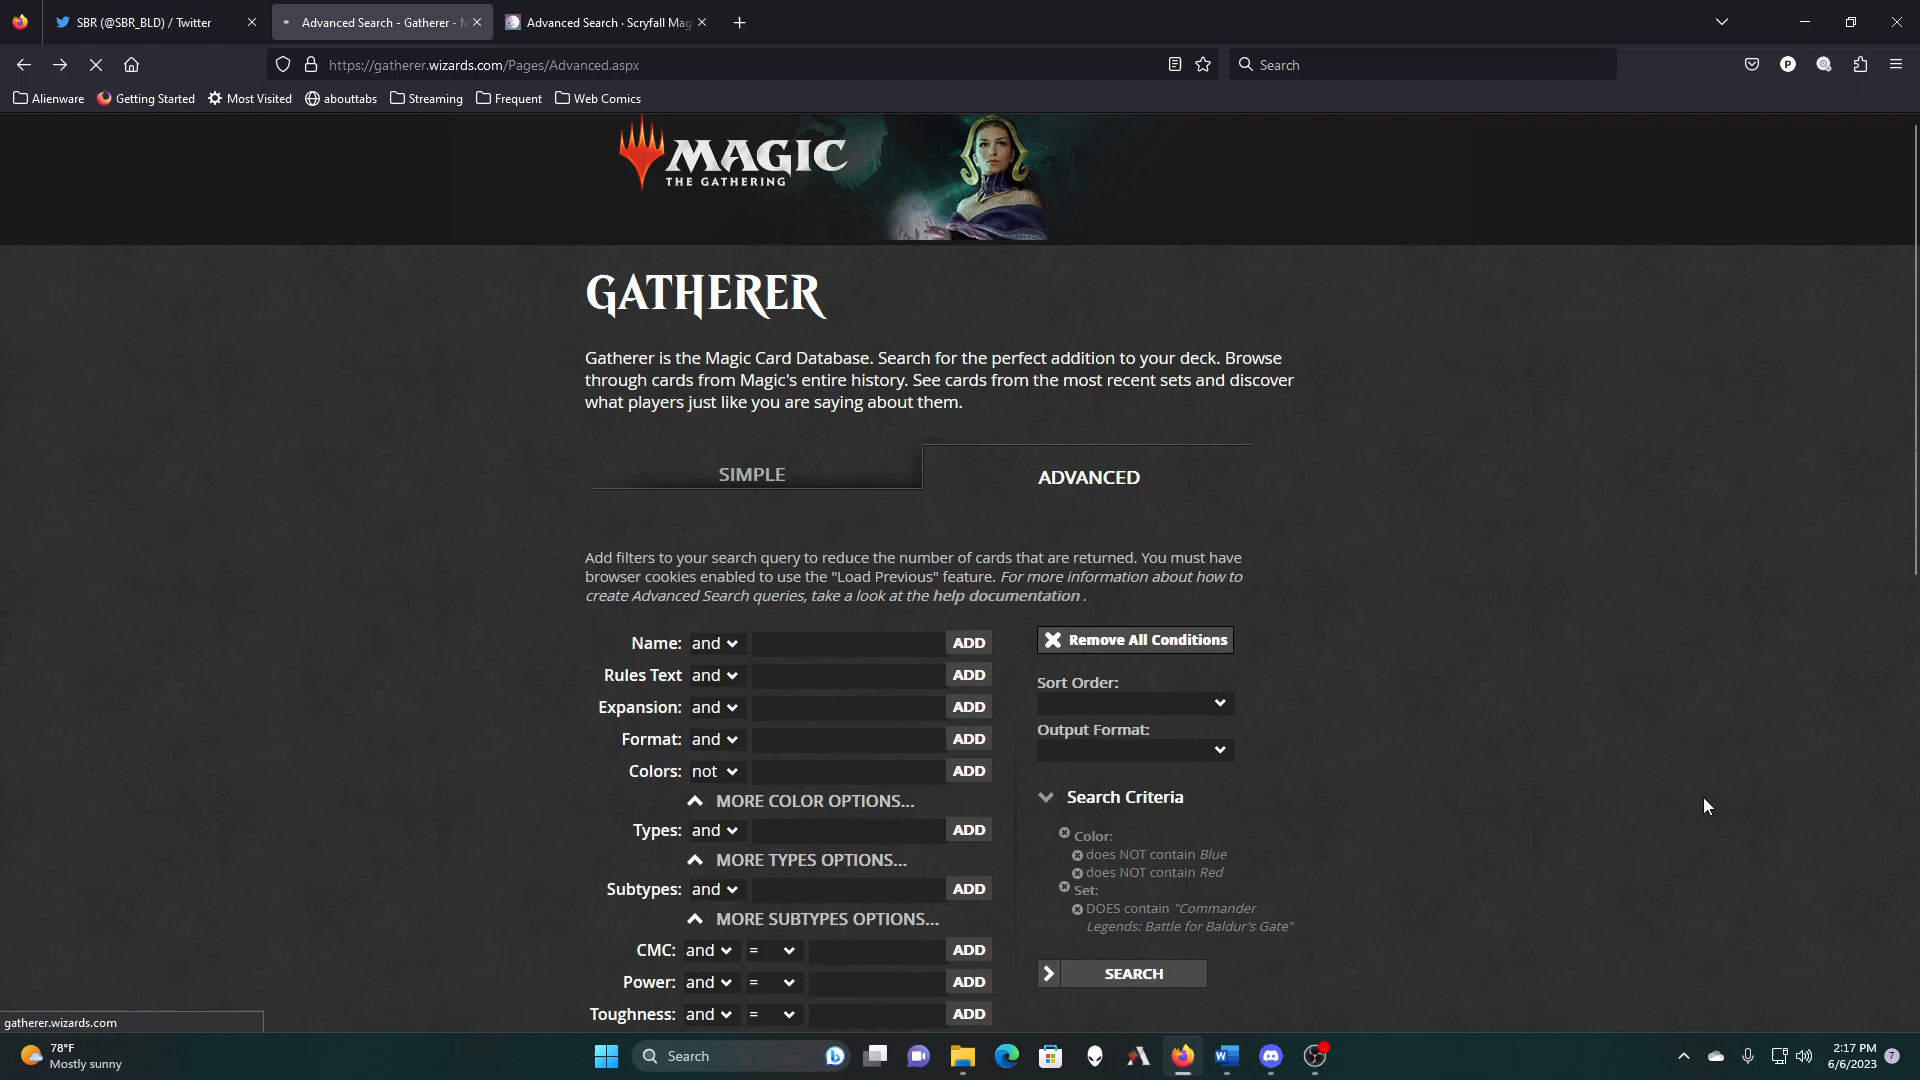 SBR (@SBR_BLD) / Twitter
Advanced Search - Gatherer -
Advanced Search · Scryfall Mag
https://gatherer.wizards.com/Pages/Advanced.aspx
Search
P
Alienware
Getting Started
Most Visited
abouttabs
Streaming
Frequent
Web Comics
MAGIC
THE GATHERING
GATHERER
Gatherer is the Magic Card Database. Search for the perfect addition to your deck. Browse
through cards from Magic's entire history. See cards from the most recent sets and discover
what players just like you are saying about them.
SIMPLE
ADVANCED
Add filters to your search query to reduce the number of cards that are returned. You must have
browser cookies enabled to use the "Load Previous" feature. For more information about how to
create Advanced Search queries, take a look at the help documentation .
Name: and ADD
Rules Text and ADD
Expansion: and ADD
Format: and ADD
Colors: not ADD
MORE COLOR OPTIONS...
Types: and ADD
MORE TYPES OPTIONS...
Subtypes: and ADD
MORE SUBTYPES OPTIONS...
CMC: and = ADD
Power: and = ADD
Toughness: and = ADD
Remove All Conditions
Sort Order:
Output Format:
Search Criteria
Color:
does NOT contain Blue
does NOT contain Red
Set:
DOES contain "Commander
Legends: Battle for Baldur's Gate"
SEARCH
gatherer.wizards.com
78°F
Mostly sunny
Search
2:17 PM
6/6/2023
7